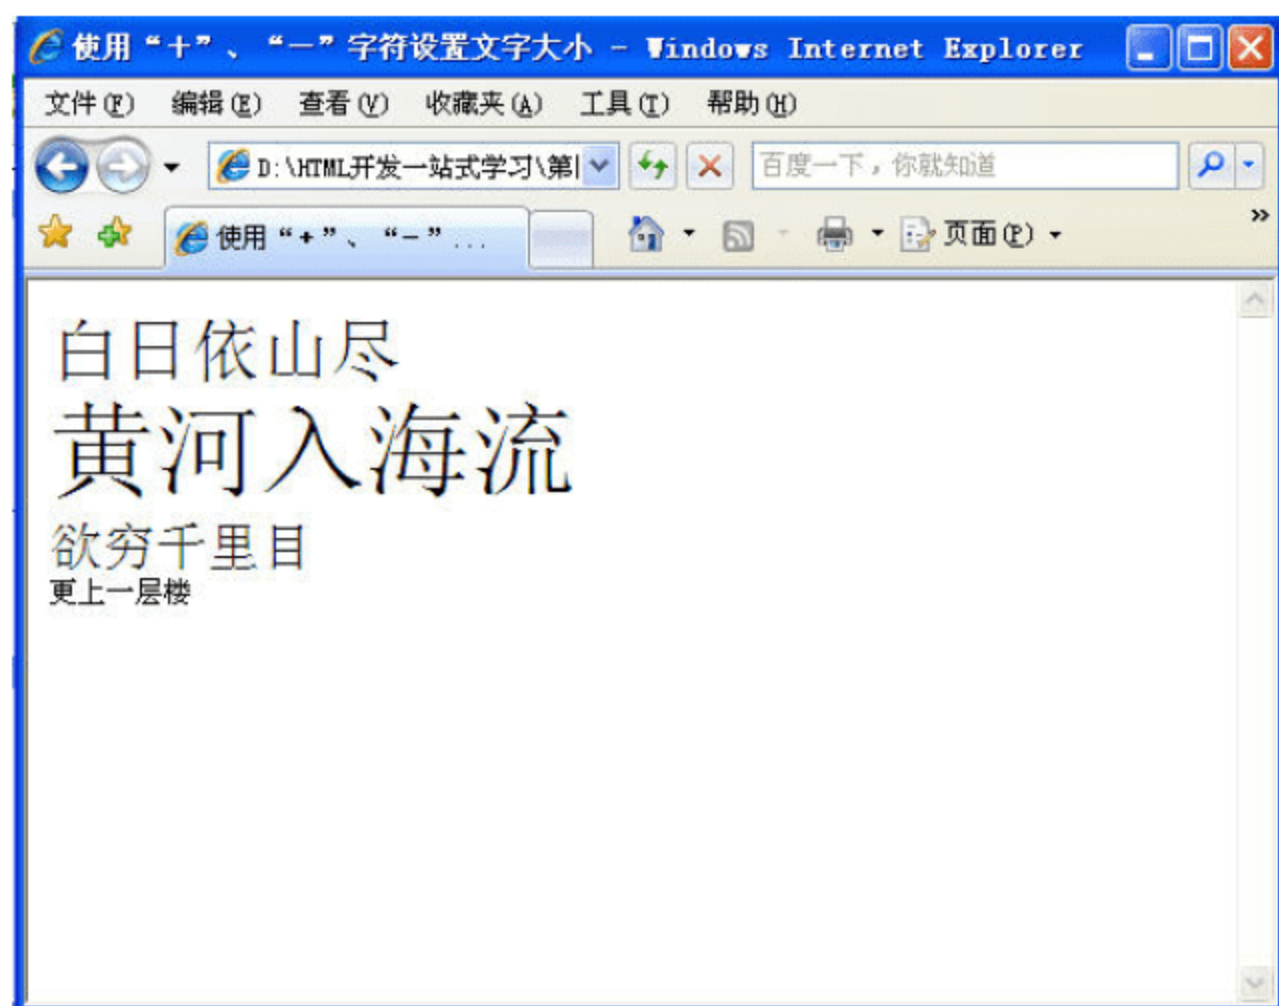 使用“+”、“-”字符设置文字大小 - Windows Internet Explorer
文件(F) 编辑(E) 查看(V) 收藏夹(A) 工具(T) 帮助(H)
D:\HTML开发一站式学习\第 百度一下，你就知道
使用“+”、“-”... 页面(P) »
白日依山尽
黄河入海流
欲穷千里目
更上一层楼